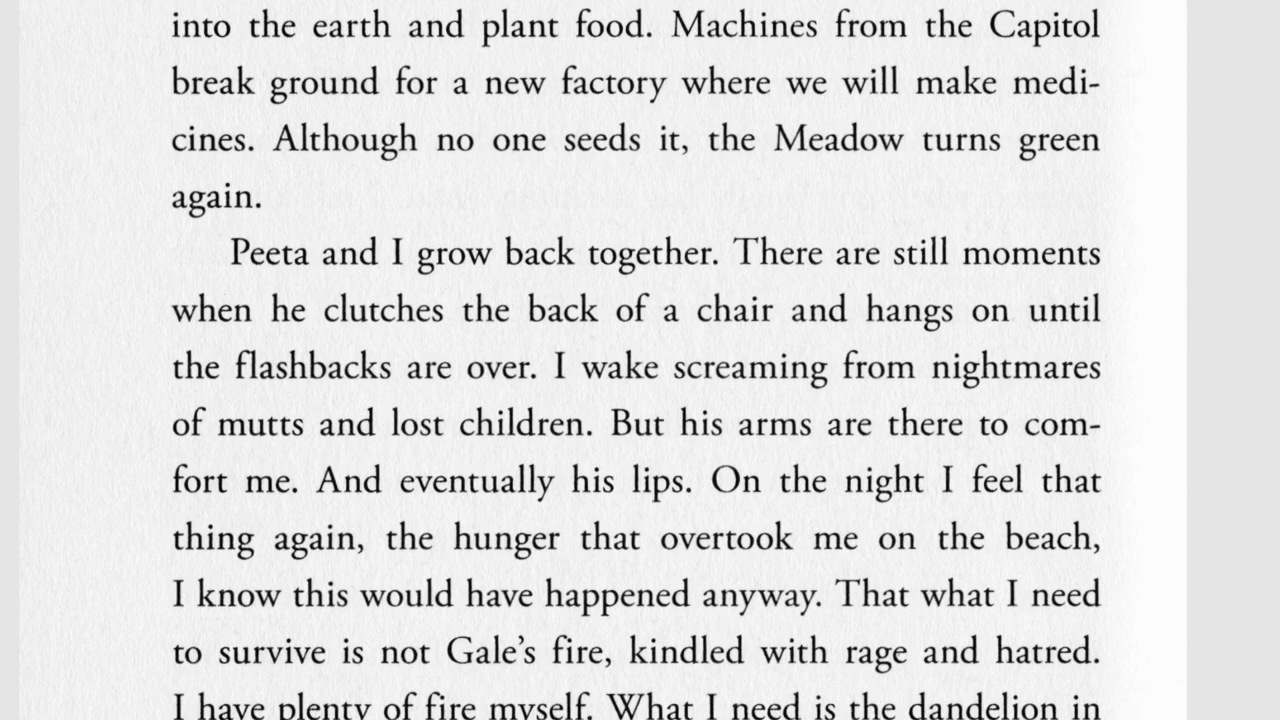 into the earth and plant food. Machines from the Capitol
break ground for a new factory where we will make medi-
cines. Although no one seeds it, the Meadow turns green
again.
Peeta and I grow back together. There are still moments
when he clutches the back of a chair and hangs on until
the flashbacks are over. I wake screaming from nightmares
of mutts and lost children. But his arms are there to com-
fort me. And eventually his lips. On the night I feel that
thing again, the hunger that overtook me on the beach,
I know this would have happened anyway. That what I need
to survive is not Gale’s fire, kindled with rage and hatred.
I have plenty of fire myself. What I need is the dandelion in